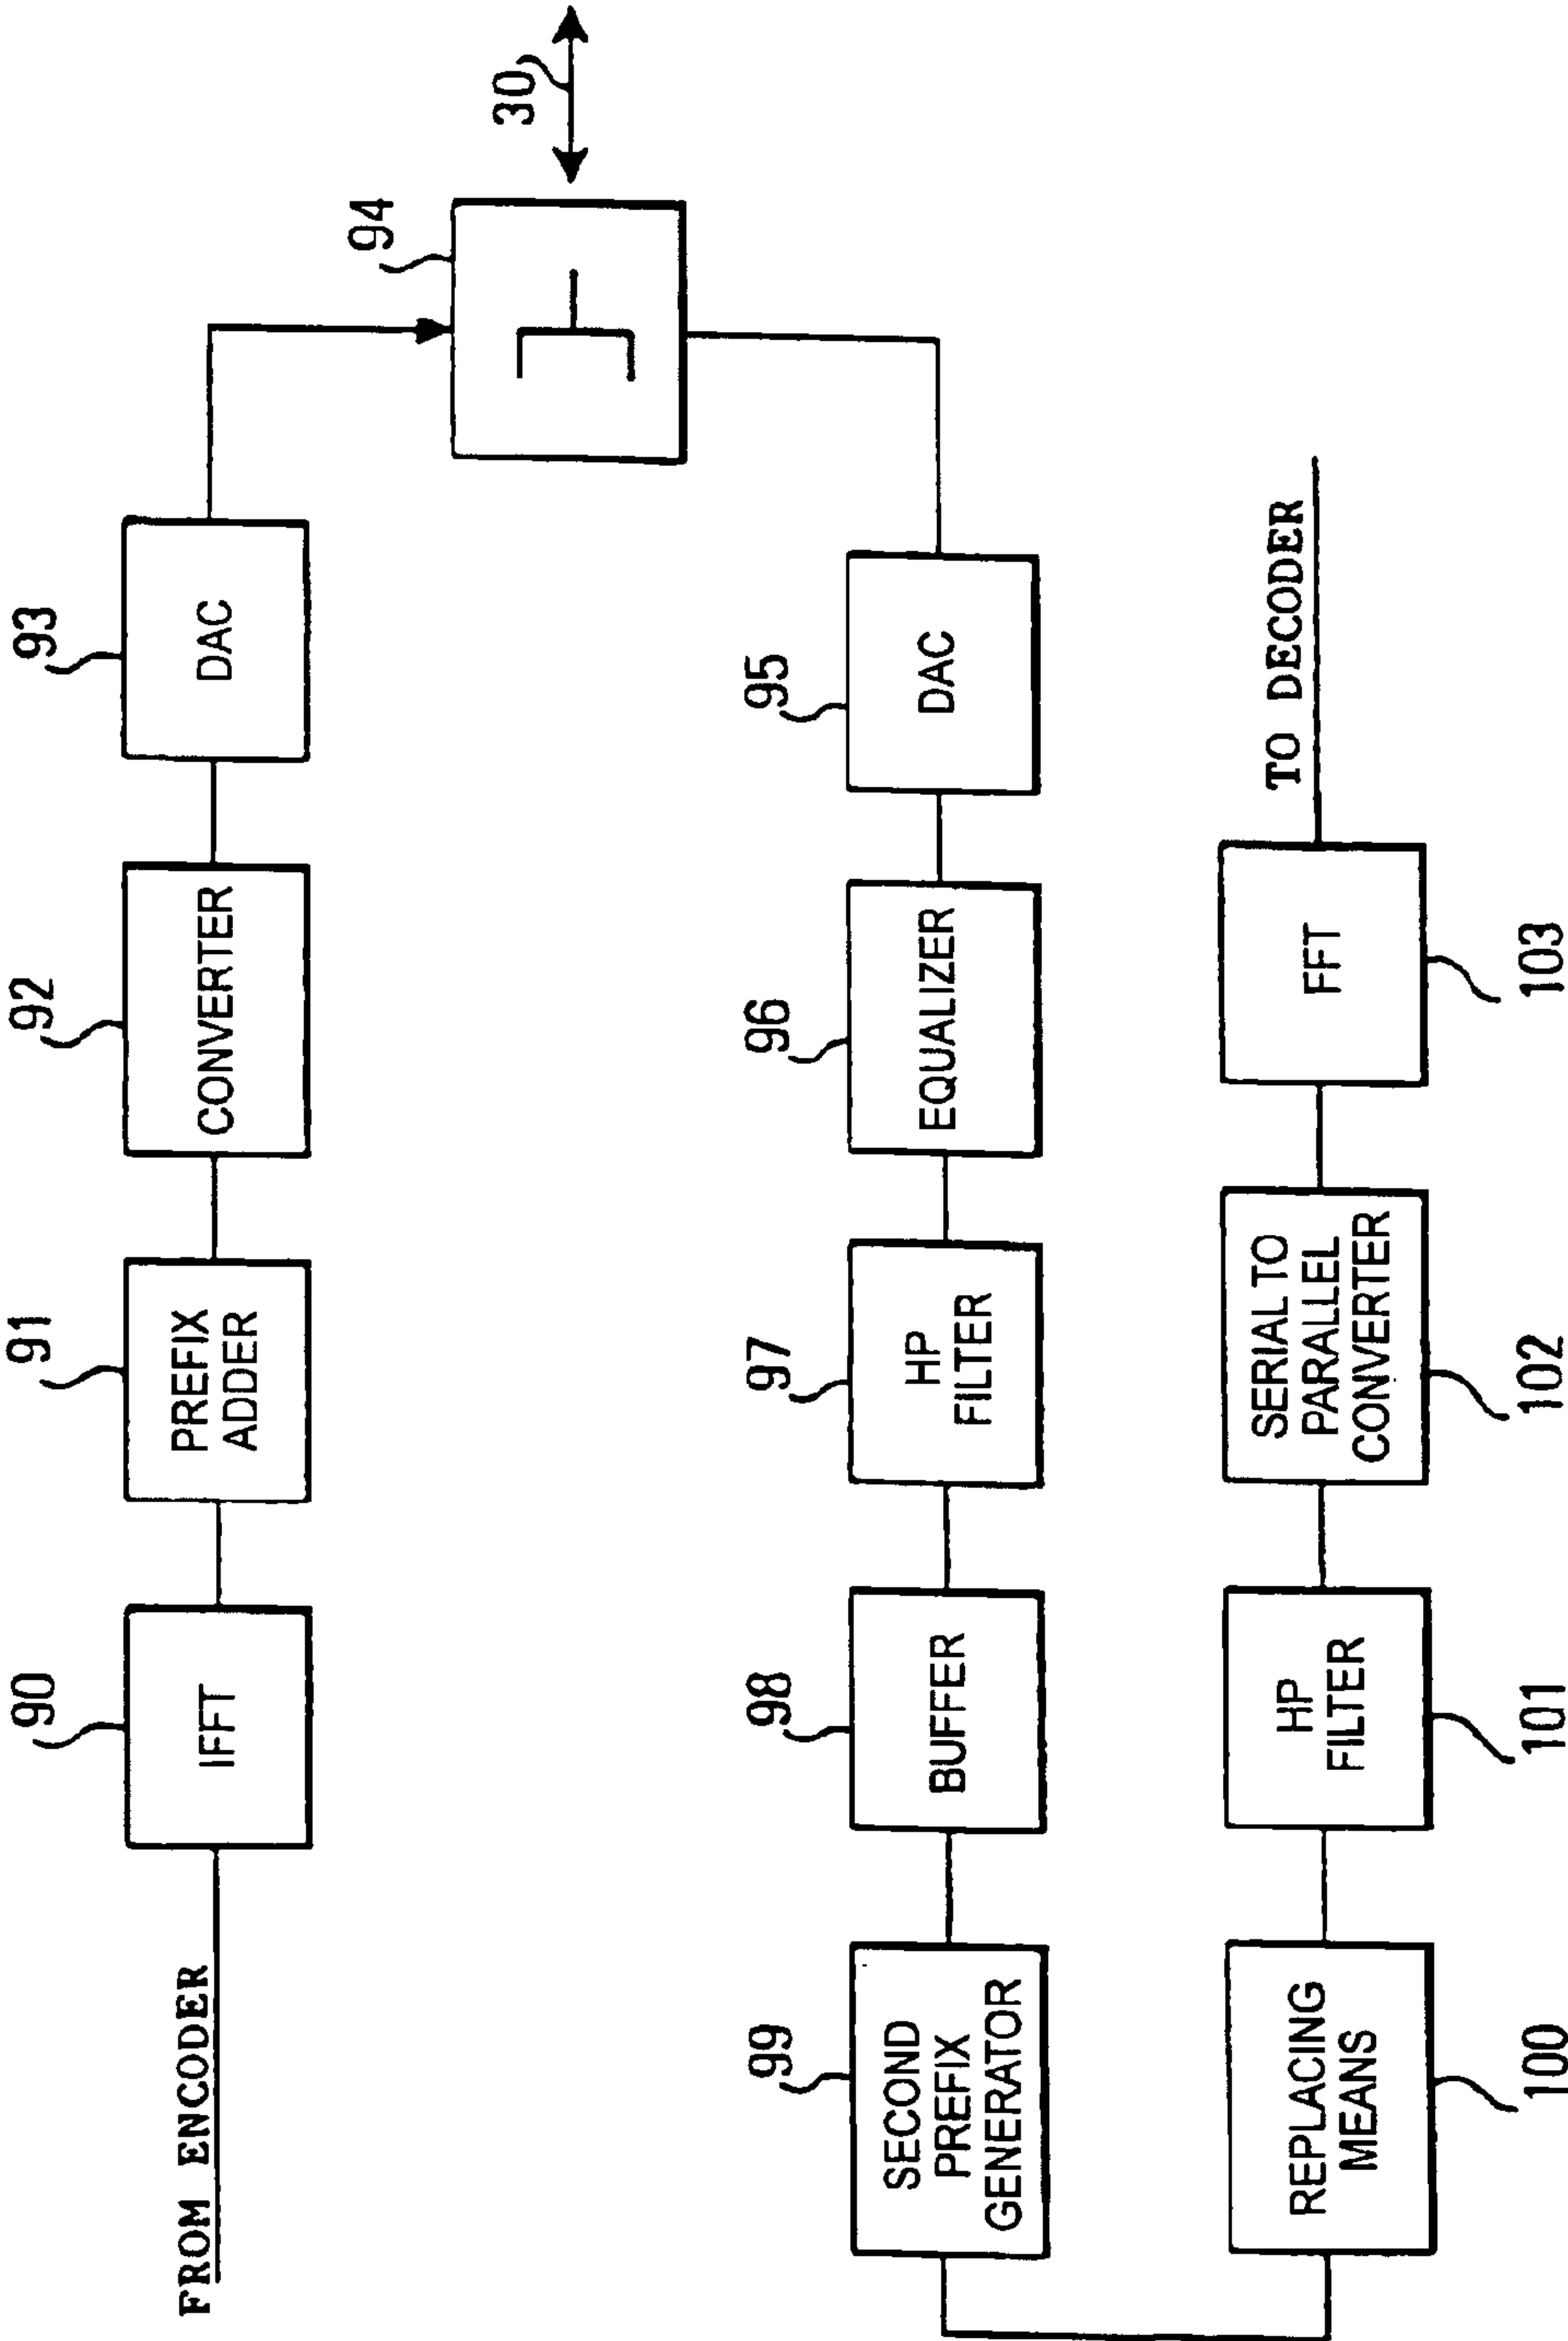 FROM ENCODER
90
IFFT
91
PREFIX
ADDER
92
CONVERTER
93
DAC
94
30
95
DAC
96
EQUALIZER
97
HP
FILTER
98
BUFFER
99
SECOND
PREFIX
GENERATOR
REPLACING
MEANS
100
HP
FILTER
101
SERIAL TO
PARALLEL
CONVERTER
102
FFT
103
TO DECODER